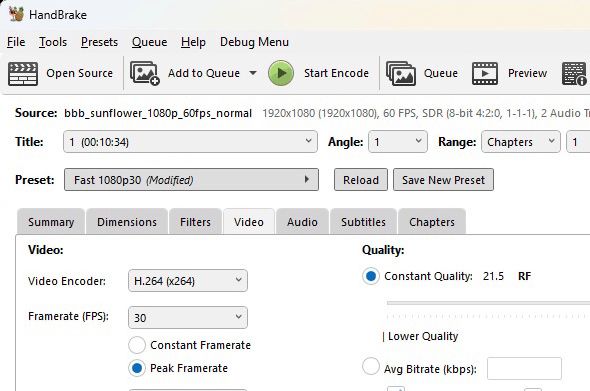 HandBrake
File Tools Presets Queue Help Debug Menu
Open Source Add to Queue Start Encode Queue Preview
Source: bbb_sunflower_1080p_60fps_normal 1920x1080 (1920x1080), 60 FPS, SDR (8-bit 4:2:0, 1-1-1), 2 Audio
Title: 1 (00:10:34) Angle: 1 Range: Chapters 1
Preset: Fast 1080p30 (Modified) Reload Save New Preset
Summary Dimensions Filters Video Audio Subtitles Chapters
Video: Quality:
Video Encoder: H.264 (x264) Constant Quality: 21.5 RF
Framerate (FPS): 30
| Lower Quality
Constant Framerate
Peak Framerate Avg Bitrate (kbps):